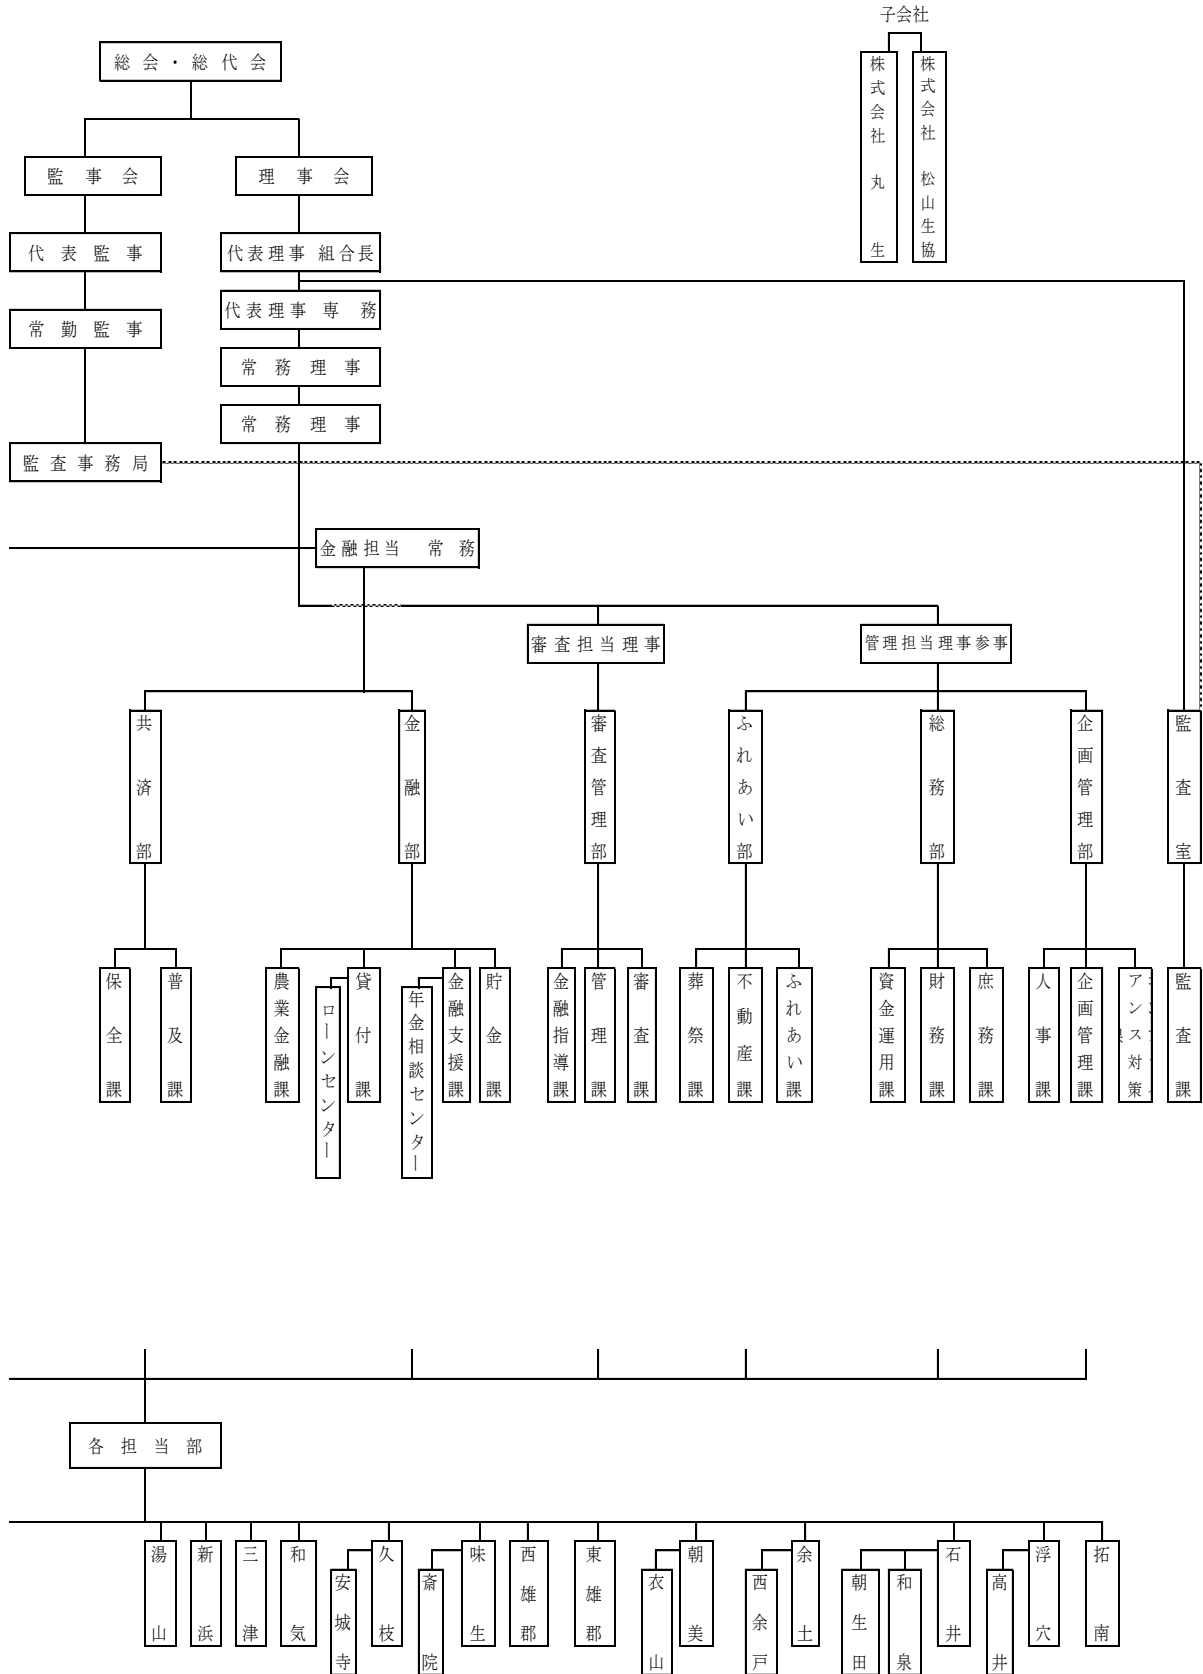 子会社
総会・総代会
株式会社 丸生
株式会社 松山生協
監事会
理事会
代表監事
代表理事 組合長
代表理事 専務
常勤監事
常務理事
常務理事
監査事務局
金融担当 常務
審査担当理事
管理担当理事参事
共済部
金融部
審査管理部
ふれあい部
総務部
企画管理部
監査室
保全課
普及課
農業金融課
ローンセンター
貸付課
年金相談センター
金融支援課
貯金課
金融指導課
管理課
審査課
葬祭課
不動産課
ふれあい課
資金運用課
財務課
庶務課
人事課
企画管理課
アンス対策
監査課
各担当部
湯山
新浜
三津
和気
安城寺
久枝
斎院
味生
西雄郡
東雄郡
衣山
朝美
西余戸
余土
朝生田
和泉
石井
高井
浮穴
拓南